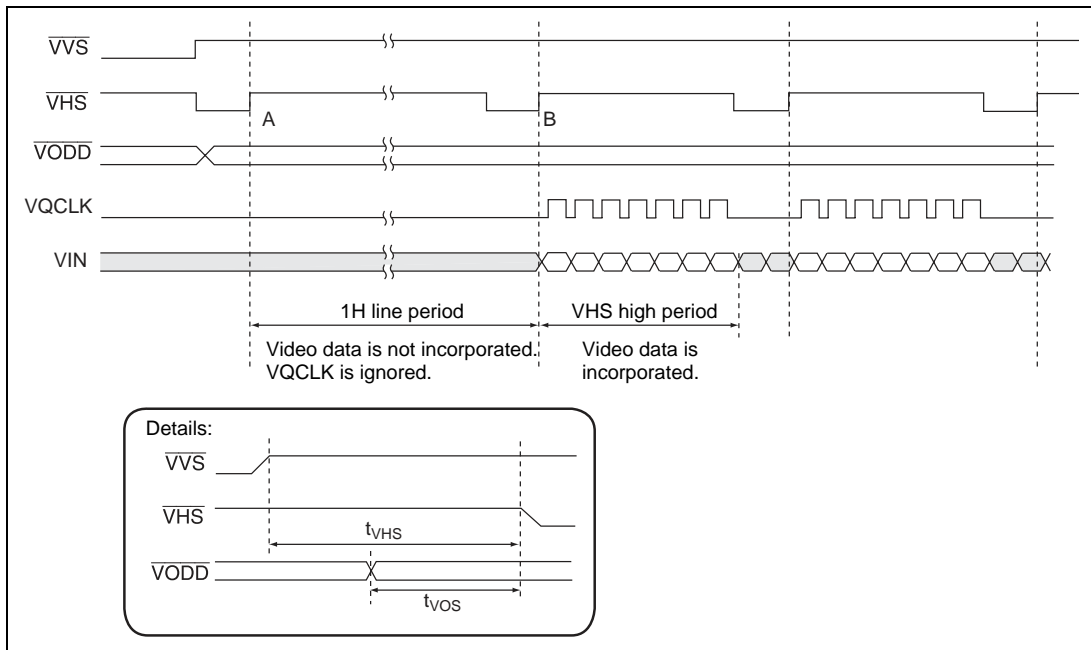 VVS
VHS
A B
VODD
VQCLK
VIN
1H line period VHS high period
Video data is not incorporated. Video data is
VQCLK is ignored. incorporated.
Details:
VVS
VHS
tVHS
VODD
tVOS